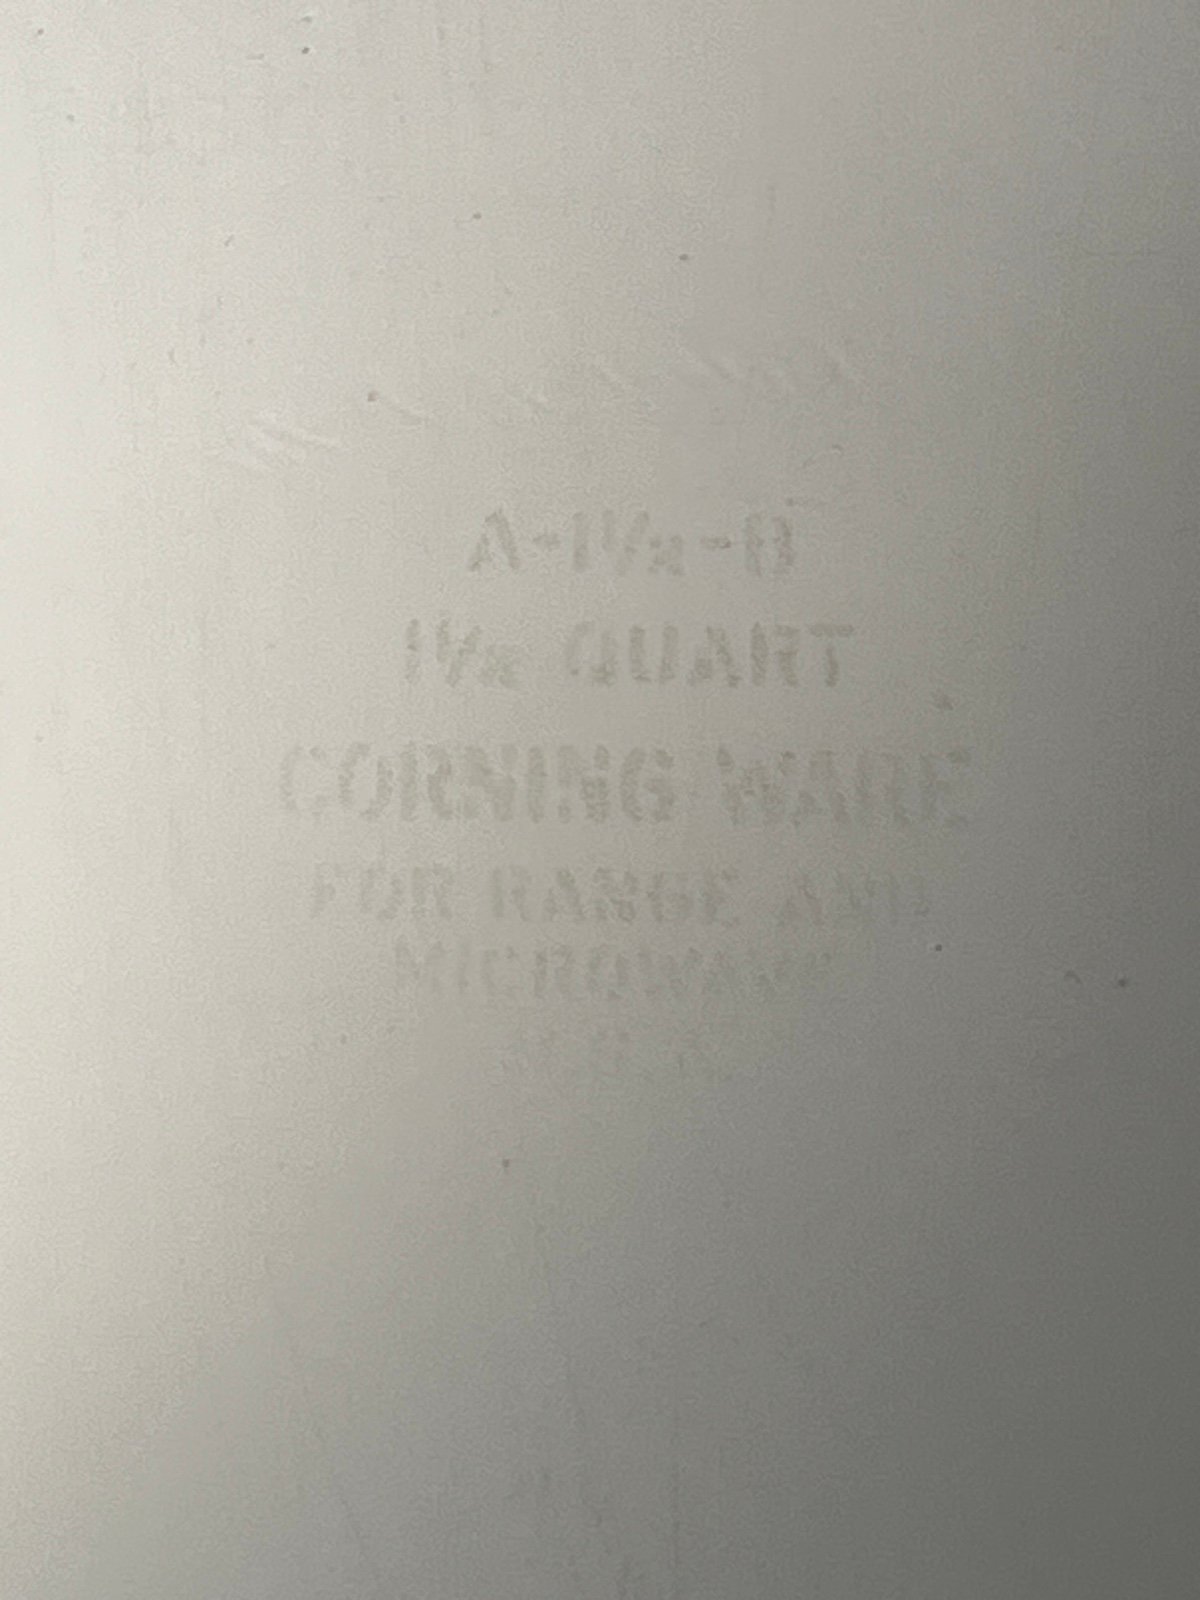 A-1½-B
1½ QUART
CORNING WARE
FOR RANGE AND
MICROWAVE